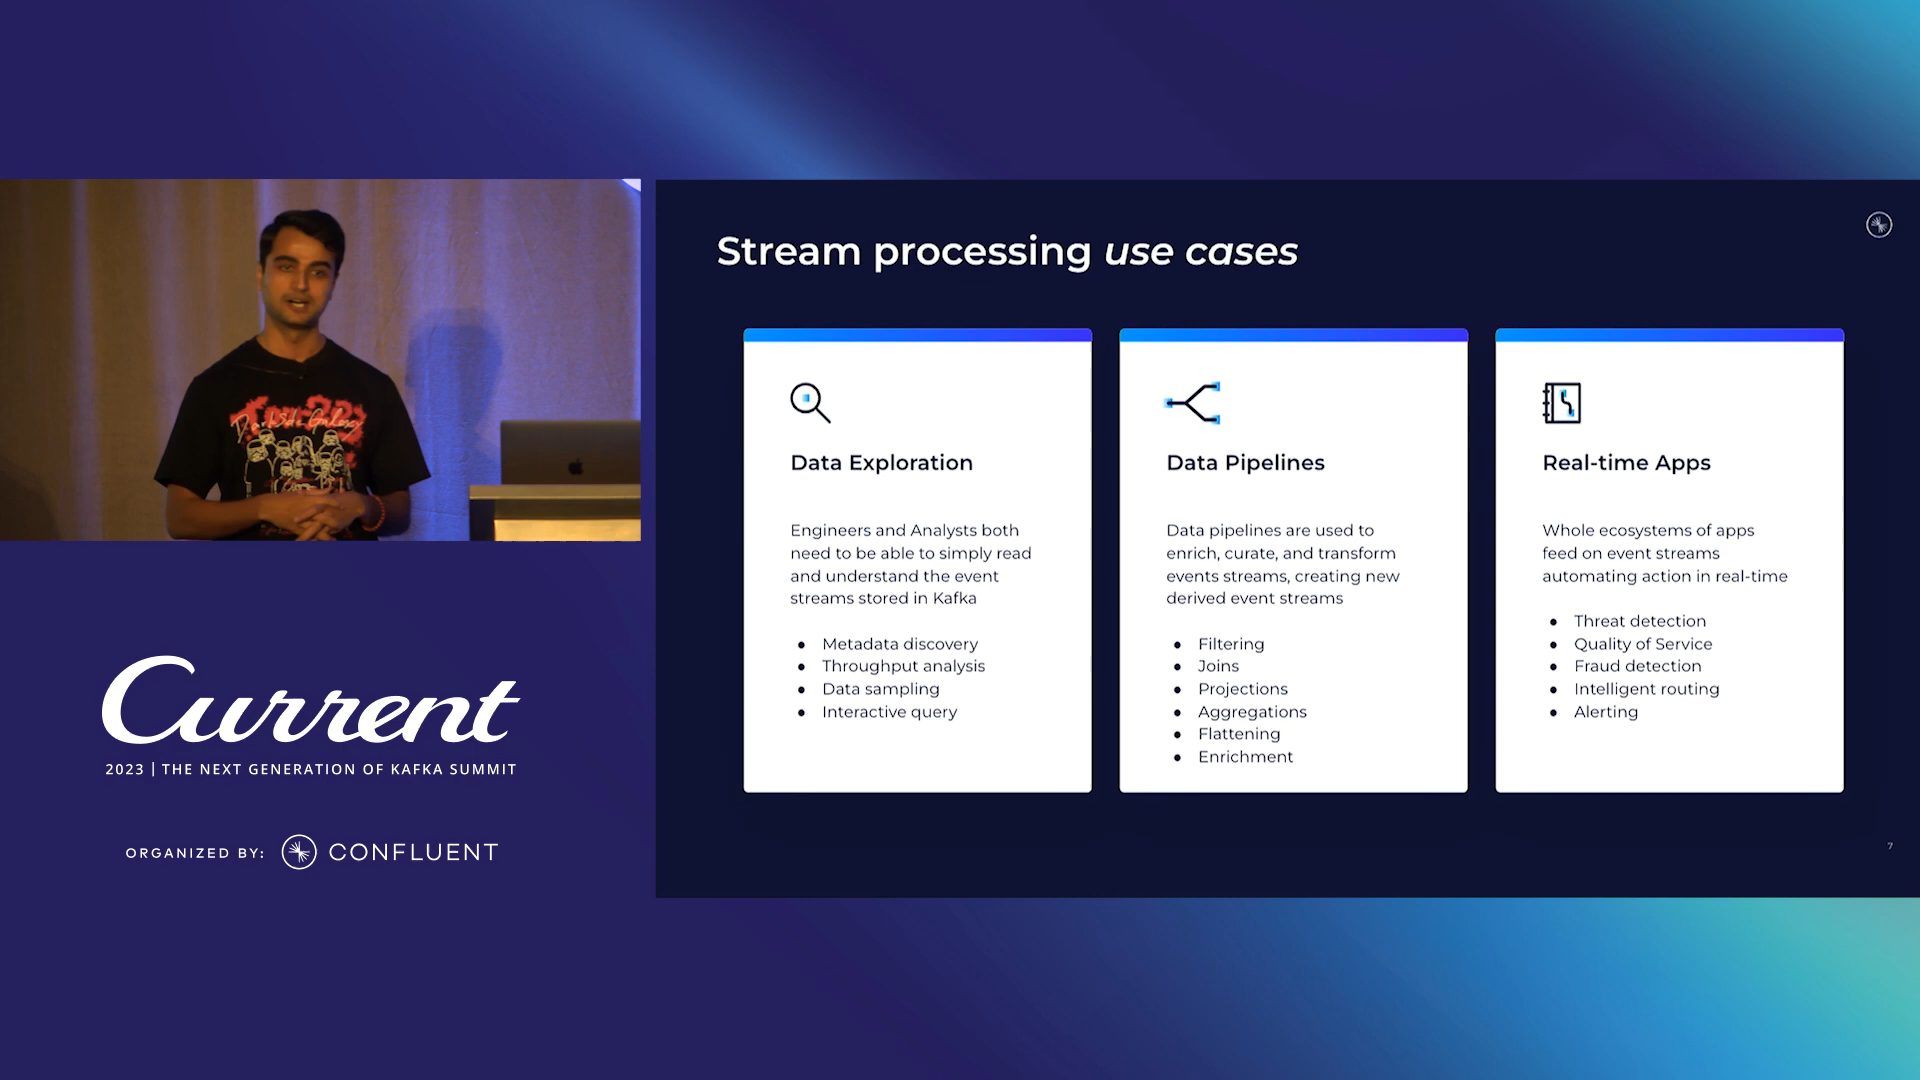 Stream processing use cases
Data Exploration
Engineers and Analysts both
need to be able to simply read
and understand the event
streams stored in Kafka
● Metadata discovery
● Throughput analysis
● Data sampling
● Interactive query
Data Pipelines
Data pipelines are used to
enrich, curate, and transform
events streams, creating new
derived event streams
● Filtering
● Joins
● Projections
● Aggregations
● Flattening
● Enrichment
Real-time Apps
Whole ecosystems of apps
feed on event streams
automating action in real-time
● Threat detection
● Quality of Service
● Fraud detection
● Intelligent routing
● Alerting
7
DarkSide Galaxy
Current
2023 | THE NEXT GENERATION OF KAFKA SUMMIT
ORGANIZED BY: CONFLUENT